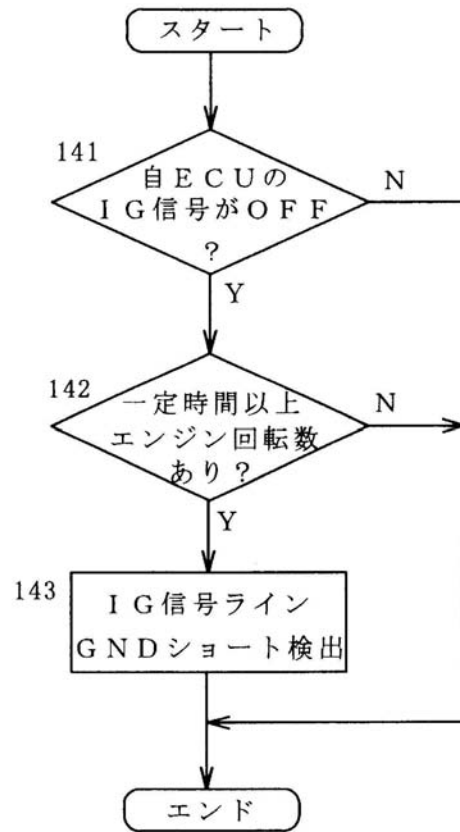 スタート
141
自ECUの
IG信号がOFF
?
N
Y
142
一定時間以上
エンジン回転数
あり?
N
Y
143
IG信号ライン
GNDショート検出
エンド